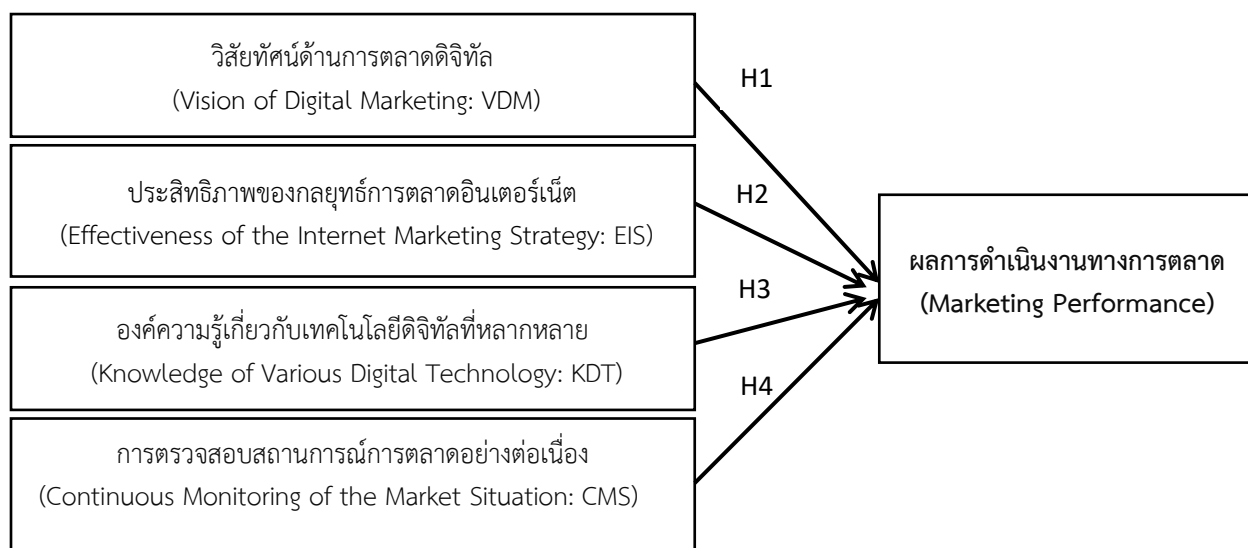 วิสัยทัศน์ด้านการตลาดดิจิทัล
(Vision of Digital Marketing: VDM)
H1
ประสิทธิภาพของกลยุทธ์การตลาดอินเตอร์เน็ต
(Effectiveness of the Internet Marketing Strategy: EIS)
H2
องค์ความรู้เกี่ยวกับเทคโนโลยีดิจิทัลที่หลากหลาย
(Knowledge of Various Digital Technology: KDT)
H3
การตรวจสอบสถานการณ์การตลาดอย่างต่อเนื่อง
(Continuous Monitoring of the Market Situation: CMS)
H4
ผลการดำเนินงานทางการตลาด
(Marketing Performance)